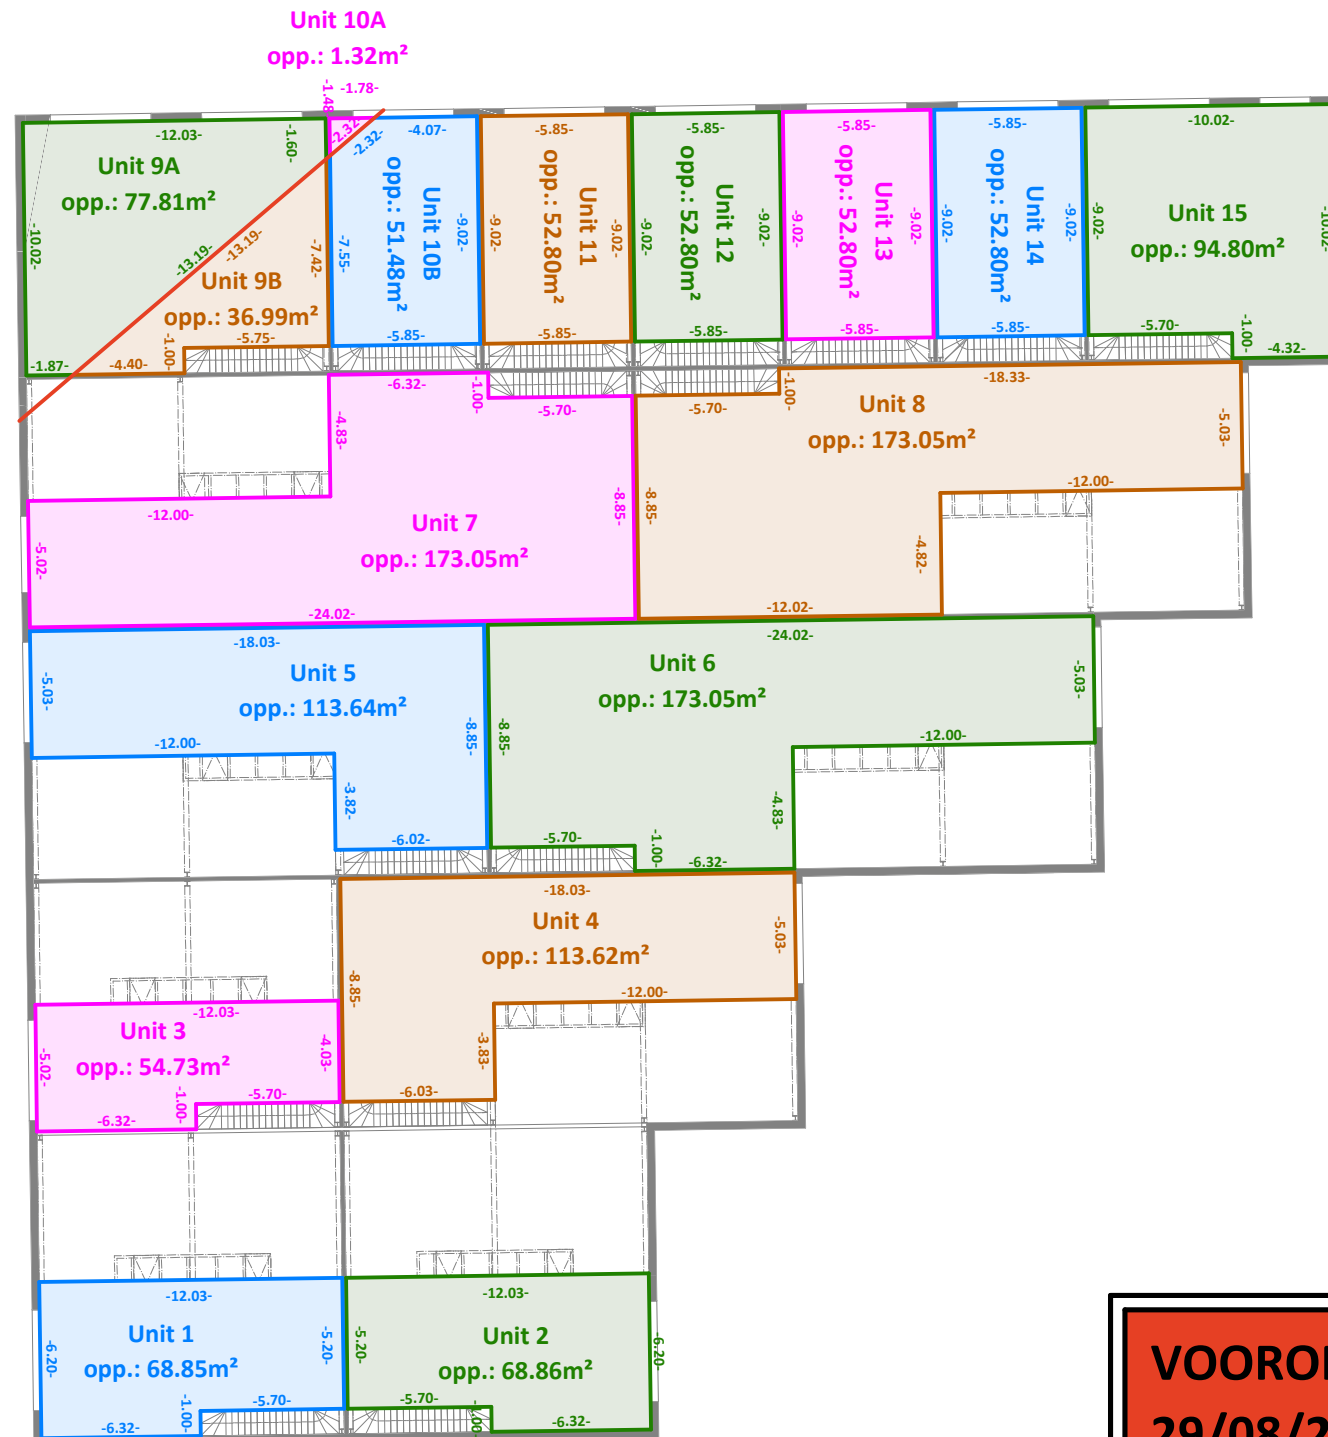 Unit 10A
opp.: 1.32m²
-1.48-
-1.78-
-2.32-
-2.32-
-4.07-
-12.03-
-1.60-
Unit 9A
opp.: 77.81m²
-10.02-
-13.19-
-13.19-
-7.42-
Unit 9B
opp.: 36.99m²
-5.75-
-1.00-
-4.40-
-1.87-
Unit 10B
opp.: 51.48m²
-7.55-
-9.02-
-5.85-
-5.85-
Unit 11
opp.: 52.80m²
-9.02-
-9.02-
-5.85-
-5.85-
Unit 12
opp.: 52.80m²
-9.02-
-9.02-
-5.85-
-5.85-
Unit 13
opp.: 52.80m²
-9.02-
-9.02-
-5.85-
-5.85-
Unit 14
opp.: 52.80m²
-9.02-
-9.02-
-5.85-
-10.02-
Unit 15
opp.: 94.80m²
-9.02-
-10.02-
-5.70-
-1.00-
-4.32-
-6.32-
-1.00-
-5.70-
-4.83-
-12.00-
-8.85-
Unit 7
opp.: 173.05m²
-5.02-
-24.02-
-18.33-
-1.00-
-5.70-
Unit 8
opp.: 173.05m²
-5.03-
-12.00-
-8.85-
-4.82-
-12.02-
-18.03-
Unit 5
opp.: 113.64m²
-5.03-
-8.85-
-12.00-
-3.82-
-6.02-
-24.02-
Unit 6
opp.: 173.05m²
-5.03-
-8.85-
-12.00-
-4.83-
-5.70-
-1.00-
-6.32-
-18.03-
Unit 4
opp.: 113.62m²
-5.03-
-8.85-
-12.00-
-3.83-
-6.03-
-12.03-
Unit 3
opp.: 54.73m²
-5.02-
-4.03-
-5.70-
-1.00-
-6.32-
-12.03-
Unit 1
opp.: 68.85m²
-6.20-
-5.20-
-5.70-
-1.00-
-6.32-
-12.03-
Unit 2
opp.: 68.86m²
-5.20-
-6.20-
-5.70-
-1.00-
-6.32-